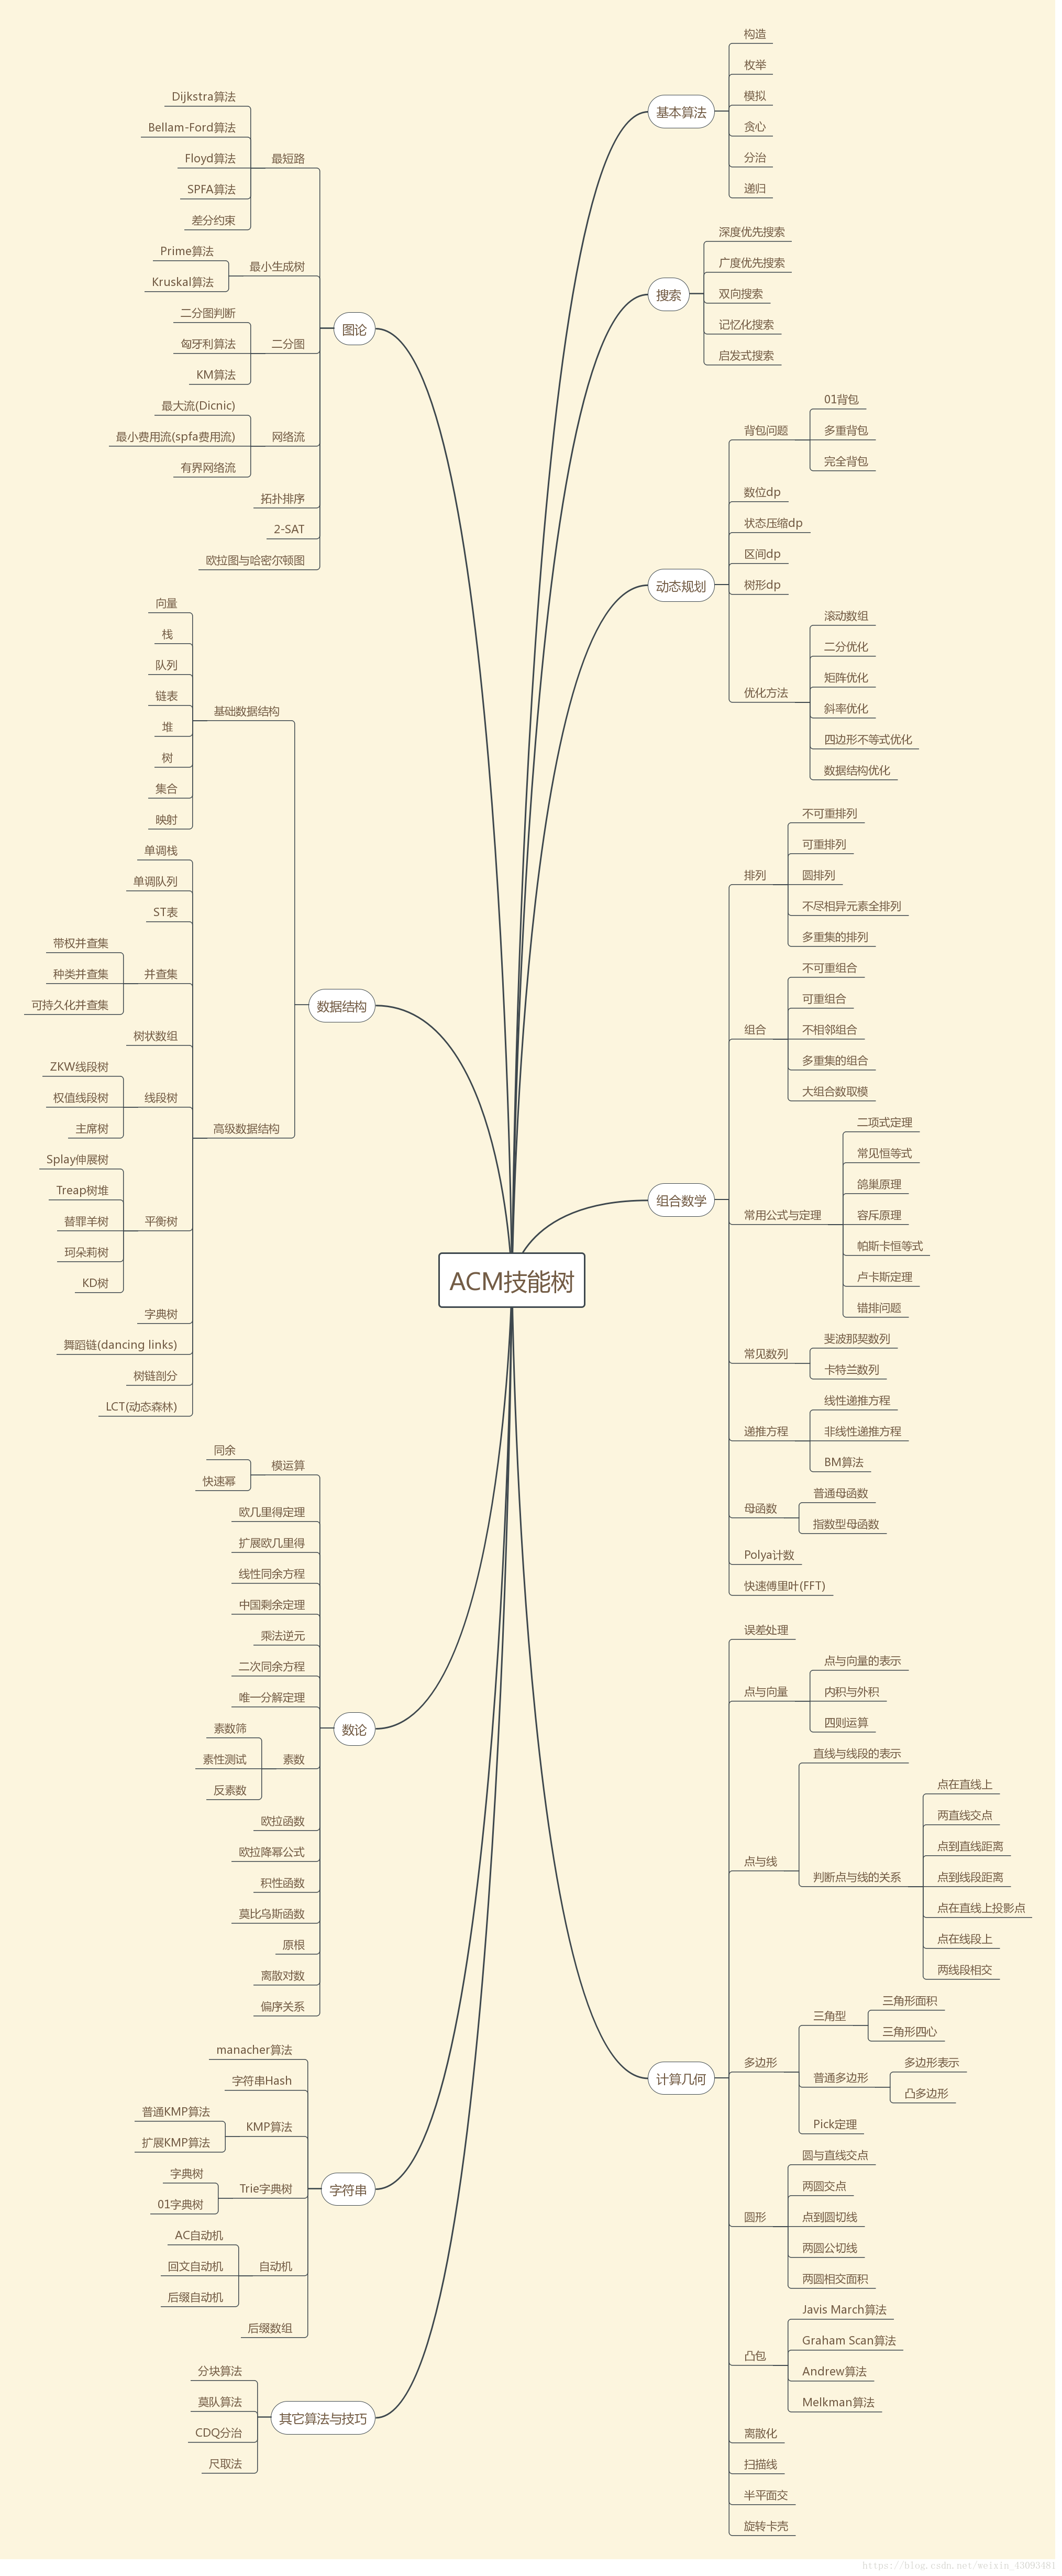 ACM技能树
基本算法
构造
枚举
模拟
贪心
分治
递归
搜索
深度优先搜索
广度优先搜索
双向搜索
记忆化搜索
启发式搜索
动态规划
背包问题
01背包
多重背包
完全背包
数位dp
状态压缩dp
区间dp
树形dp
优化方法
滚动数组
二分优化
矩阵优化
斜率优化
四边形不等式优化
数据结构优化
组合数学
排列
不可重排列
可重排列
圆排列
不尽相异元素全排列
多重集的排列
组合
不可重组合
可重组合
不相邻组合
多重集的组合
大组合数取模
常用公式与定理
二项式定理
常见恒等式
鸽巢原理
容斥原理
帕斯卡恒等式
卢卡斯定理
错排问题
常见数列
斐波那契数列
卡特兰数列
递推方程
线性递推方程
非线性递推方程
BM算法
母函数
普通母函数
指数型母函数
Polya计数
快速傅里叶(FFT)
计算几何
误差处理
点与向量
点与向量的表示
内积与外积
四则运算
点与线
直线与线段的表示
判断点与线的关系
点在直线上
两直线交点
点到直线距离
点到线段距离
点在直线上投影点
点在线段上
两线段相交
多边形
三角型
三角形面积
三角形四心
普通多边形
多边形表示
凸多边形
Pick定理
圆形
圆与直线交点
两圆交点
点到圆切线
两圆公切线
两圆相交面积
凸包
Javis March算法
Graham Scan算法
Andrew算法
Melkman算法
离散化
扫描线
半平面交
旋转卡壳
图论
最短路
Dijkstra算法
Bellam-Ford算法
Floyd算法
SPFA算法
差分约束
最小生成树
Prime算法
Kruskal算法
二分图
二分图判断
匈牙利算法
KM算法
网络流
最大流(Dicnic)
最小费用流(spfa费用流)
有界网络流
拓扑排序
2-SAT
欧拉图与哈密尔顿图
数据结构
基础数据结构
向量
栈
队列
链表
堆
树
集合
映射
高级数据结构
单调栈
单调队列
ST表
并查集
带权并查集
种类并查集
可持久化并查集
树状数组
线段树
ZKW线段树
权值线段树
主席树
平衡树
Splay伸展树
Treap树堆
替罪羊树
珂朵莉树
KD树
字典树
舞蹈链(dancing links)
树链剖分
LCT(动态森林)
数论
模运算
同余
快速幂
欧几里得定理
扩展欧几里得
线性同余方程
中国剩余定理
乘法逆元
二次同余方程
唯一分解定理
素数
素数筛
素性测试
反素数
欧拉函数
欧拉降幂公式
积性函数
莫比乌斯函数
原根
离散对数
偏序关系
字符串
manacher算法
字符串Hash
KMP算法
普通KMP算法
扩展KMP算法
Trie字典树
字典树
01字典树
自动机
AC自动机
回文自动机
后缀自动机
后缀数组
其它算法与技巧
分块算法
莫队算法
CDQ分治
尺取法
https://blog.csdn.net/weixin_43093481